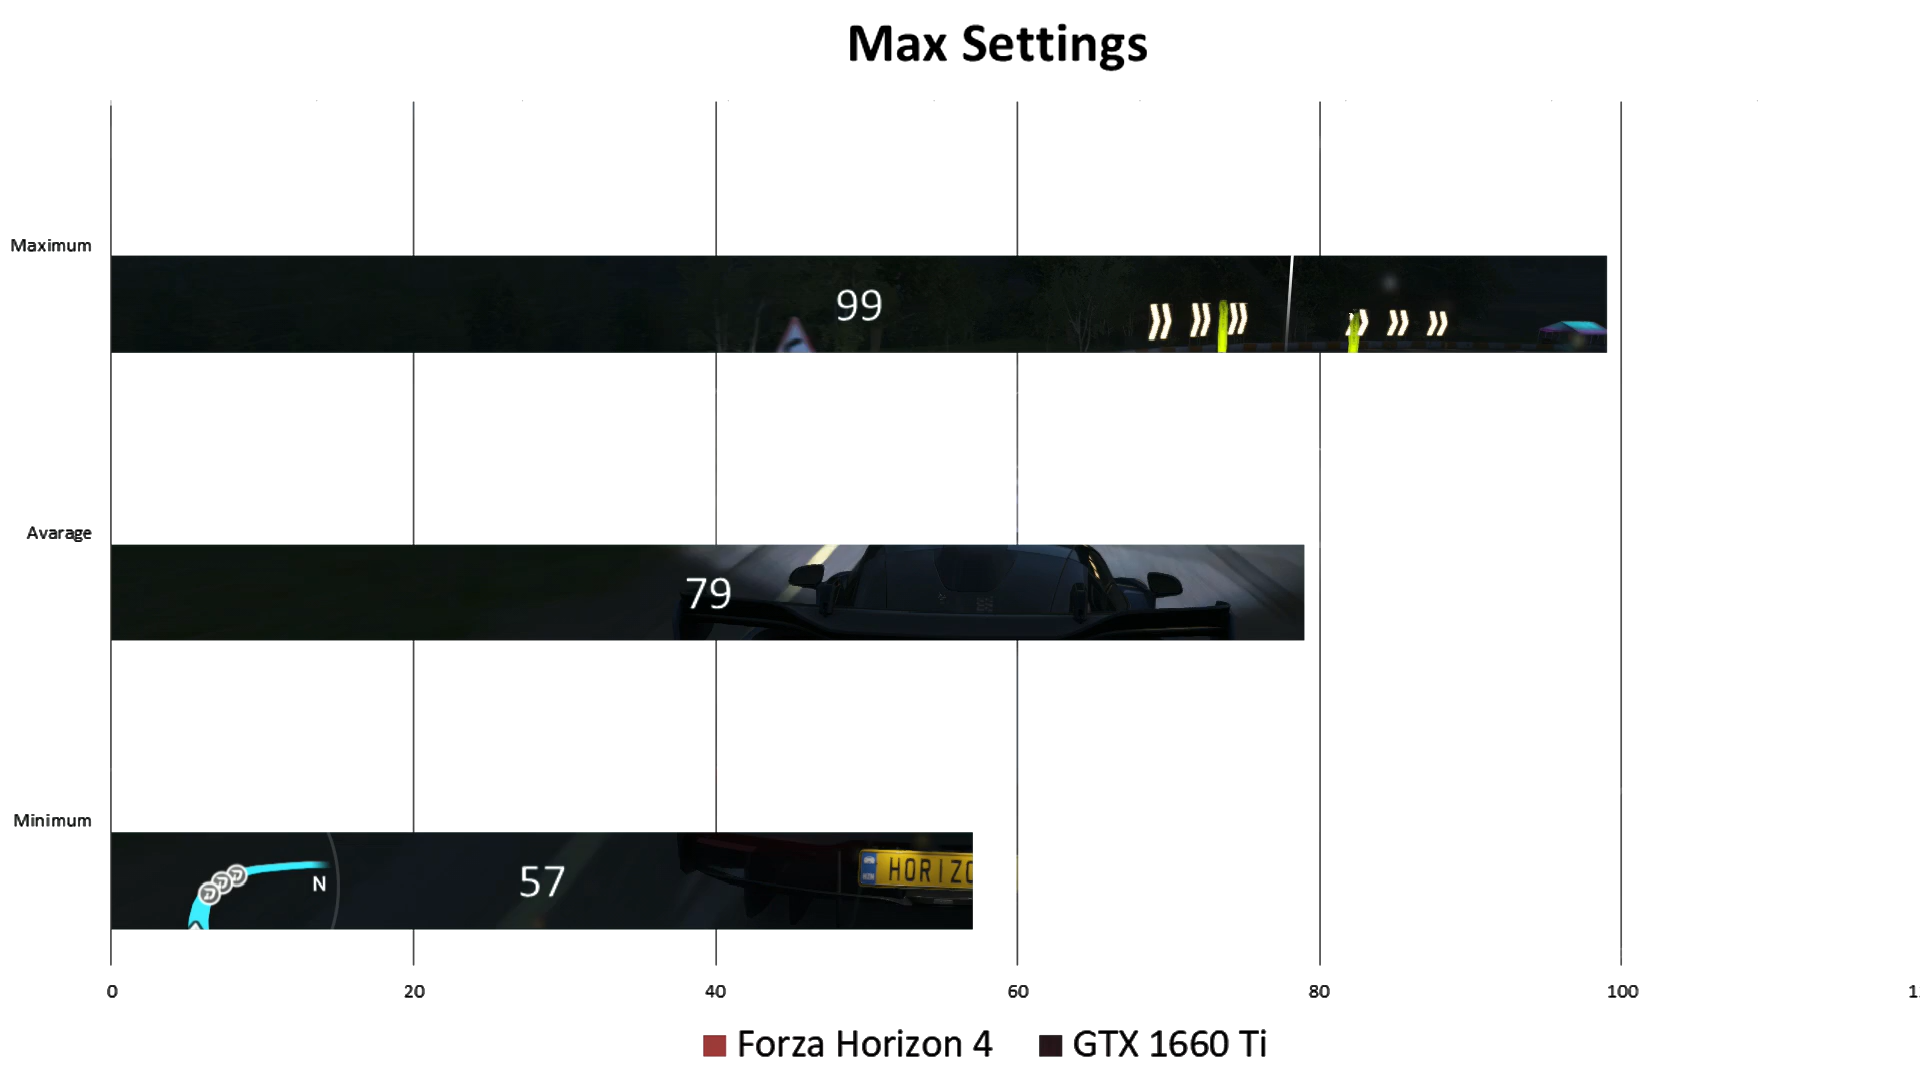 Max Settings
Maximum
99
Avarage
79
Minimum
N
57
HORIZO
0 20 40 60 80 100
Forza Horizon 4 GTX 1660 Ti